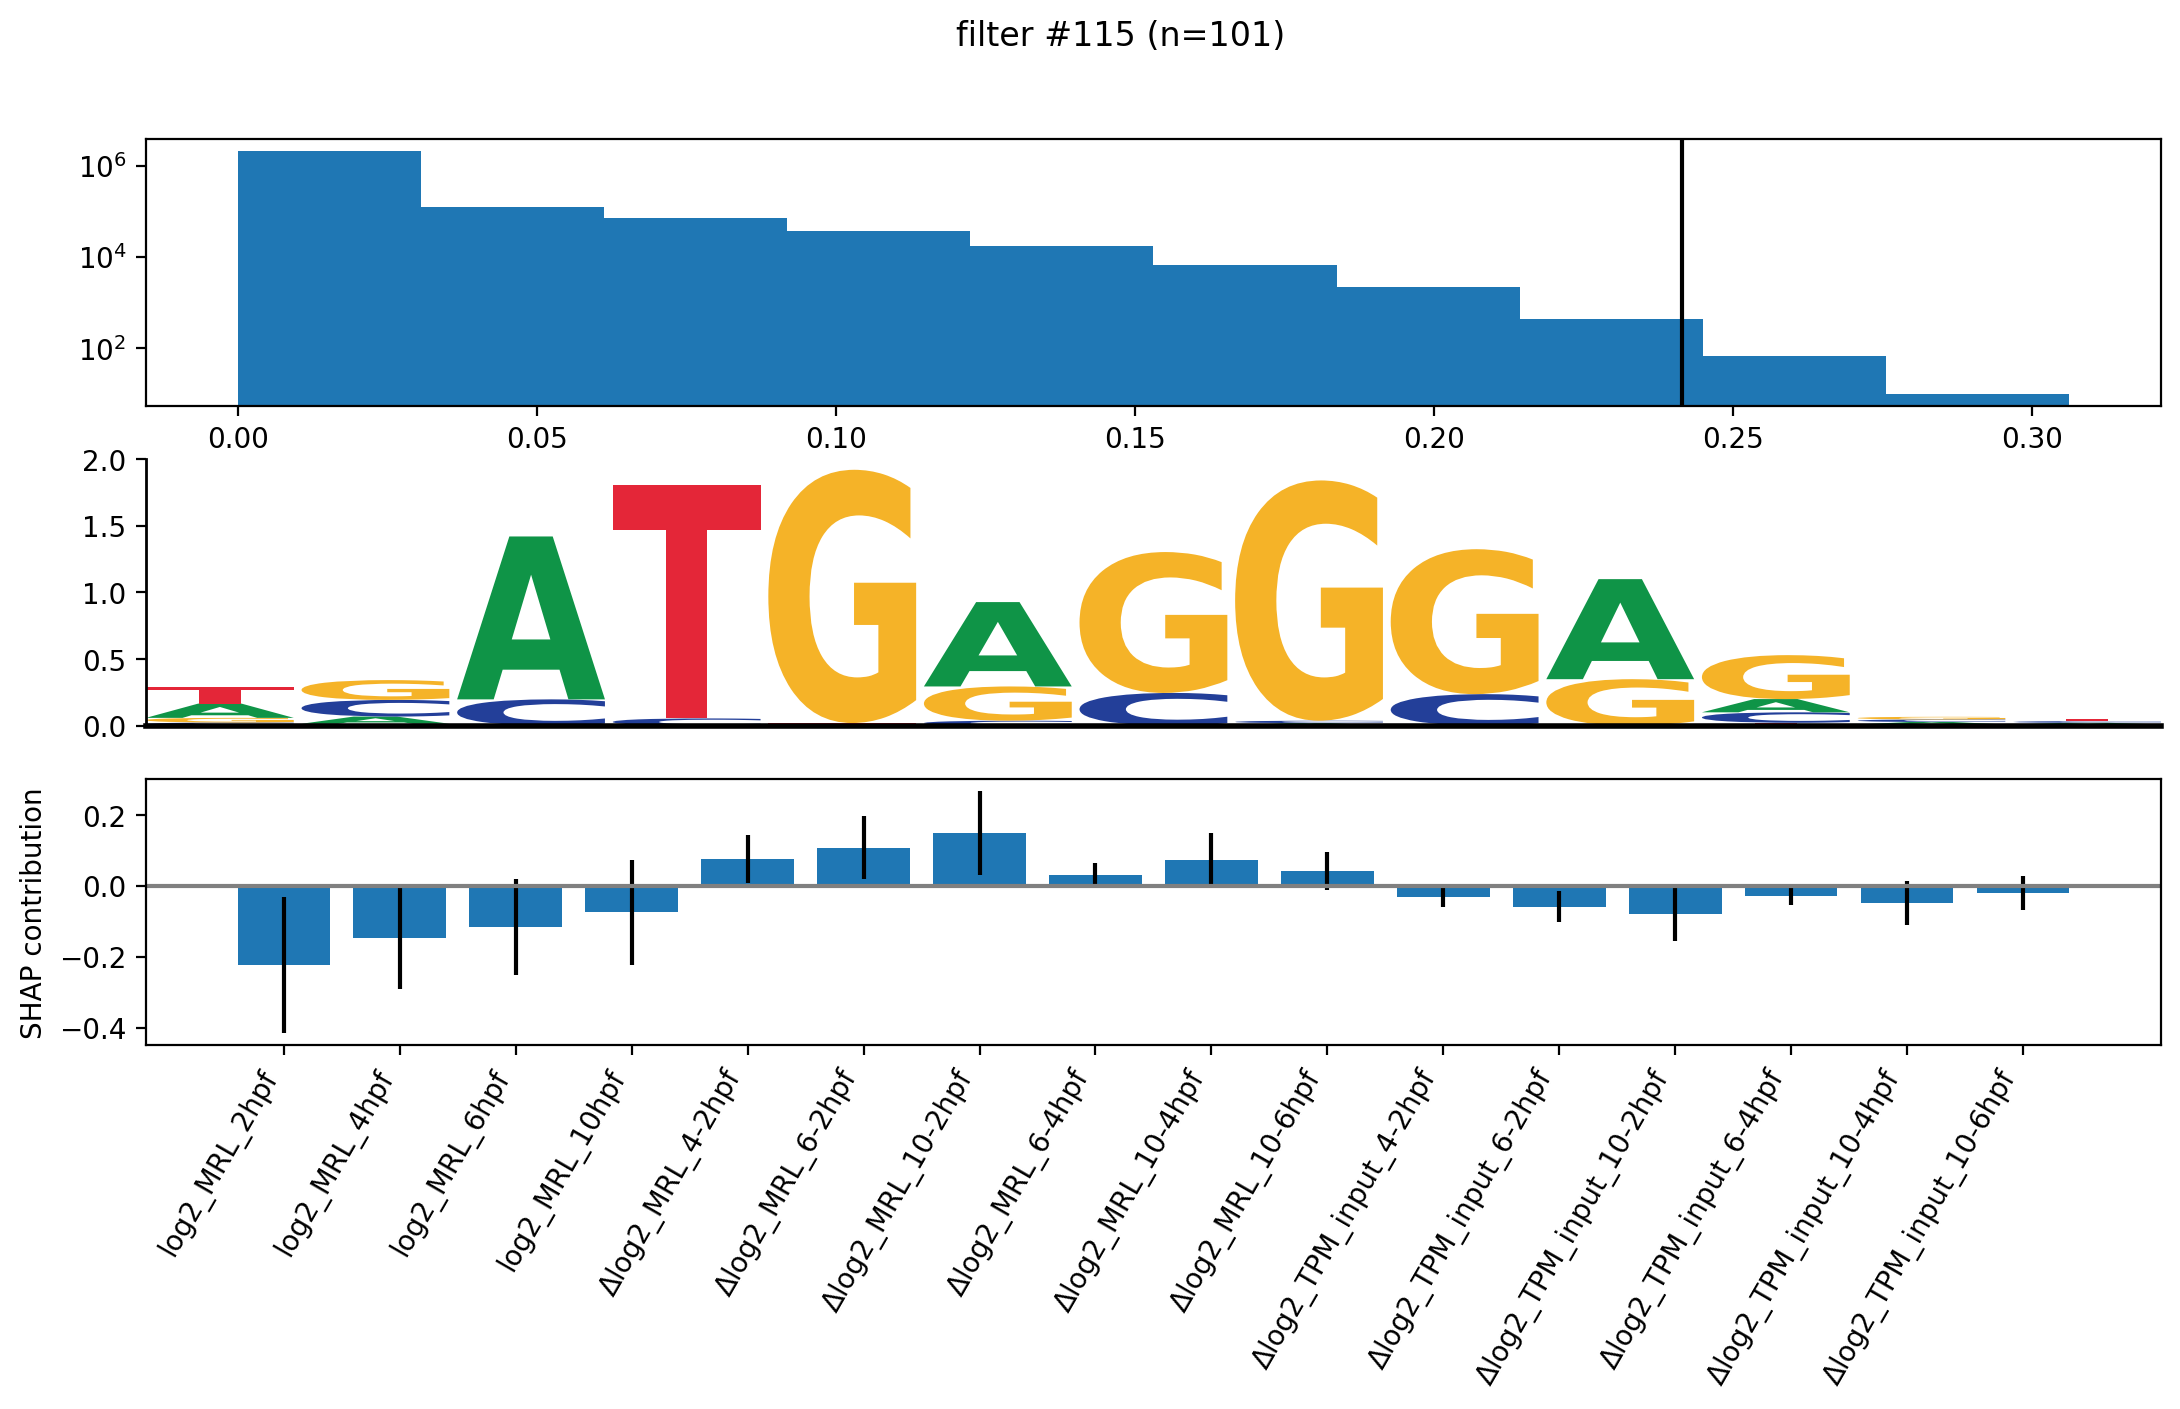 filter #115 (n=101)
10⁶
10⁴
10²
0.00 0.05 0.10 0.15 0.20 0.25 0.30
2.0
1.5
1.0
0.5
0.0
T G A T G A G G G A G
A C C G C C G A
G A C C
SHAP contribution
0.2
0.0
−0.2
−0.4
log2_MRL_2hpf
log2_MRL_4hpf
log2_MRL_6hpf
log2_MRL_10hpf
Δlog2_MRL_4-2hpf
Δlog2_MRL_6-2hpf
Δlog2_MRL_10-2hpf
Δlog2_MRL_6-4hpf
Δlog2_MRL_10-4hpf
Δlog2_MRL_10-6hpf
Δlog2_TPM_input_4-2hpf
Δlog2_TPM_input_6-2hpf
Δlog2_TPM_input_10-2hpf
Δlog2_TPM_input_6-4hpf
Δlog2_TPM_input_10-4hpf
Δlog2_TPM_input_10-6hpf